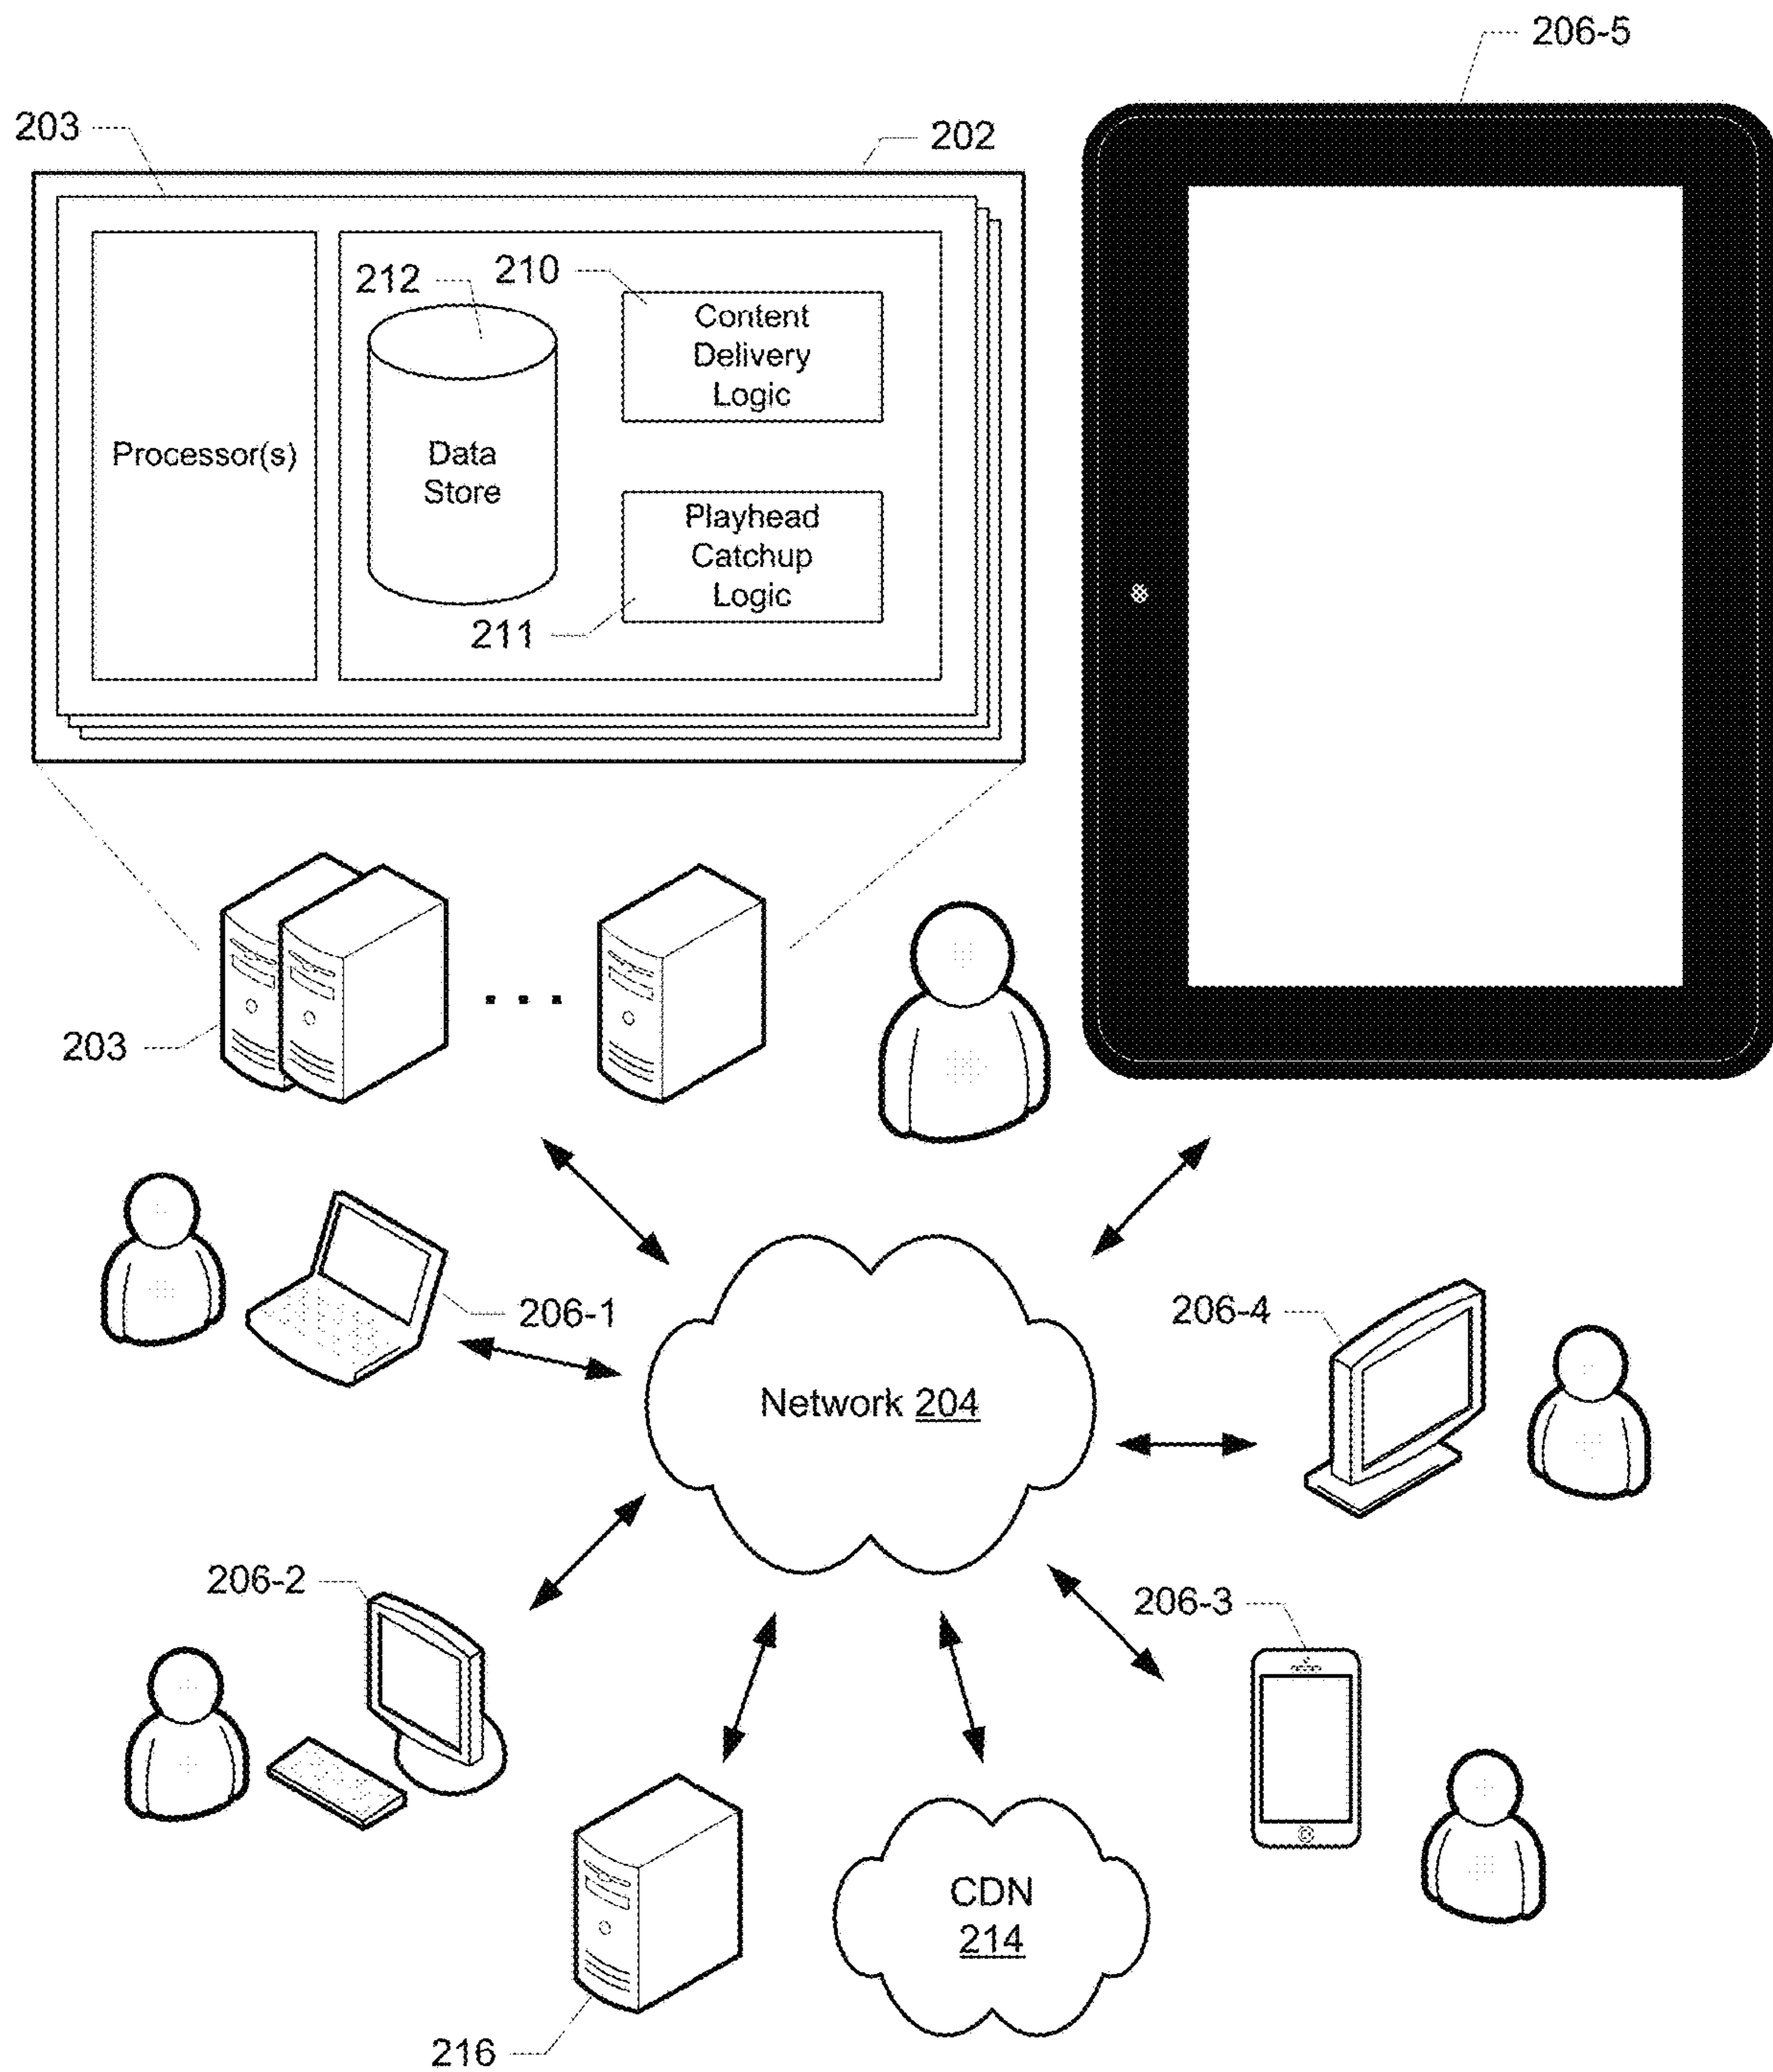 206-5
203
202
212
210
Content
Delivery
Logic
Processor(s)
Data
Store
Playhead
Catchup
Logic
211
203
206-1
206-4
Network 204
206-2
206-3
CDN
214
216